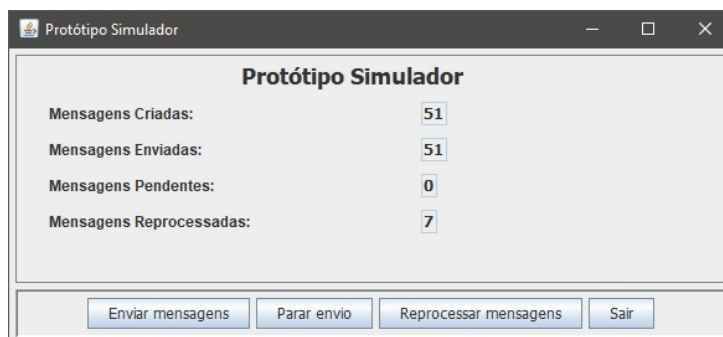 Protótipo Simulador
Protótipo Simulador
Mensagens Criadas: 51
Mensagens Enviadas: 51
Mensagens Pendentes: 0
Mensagens Reprocessadas: 7
Enviar mensagens Parar envio Reprocessar mensagens Sair